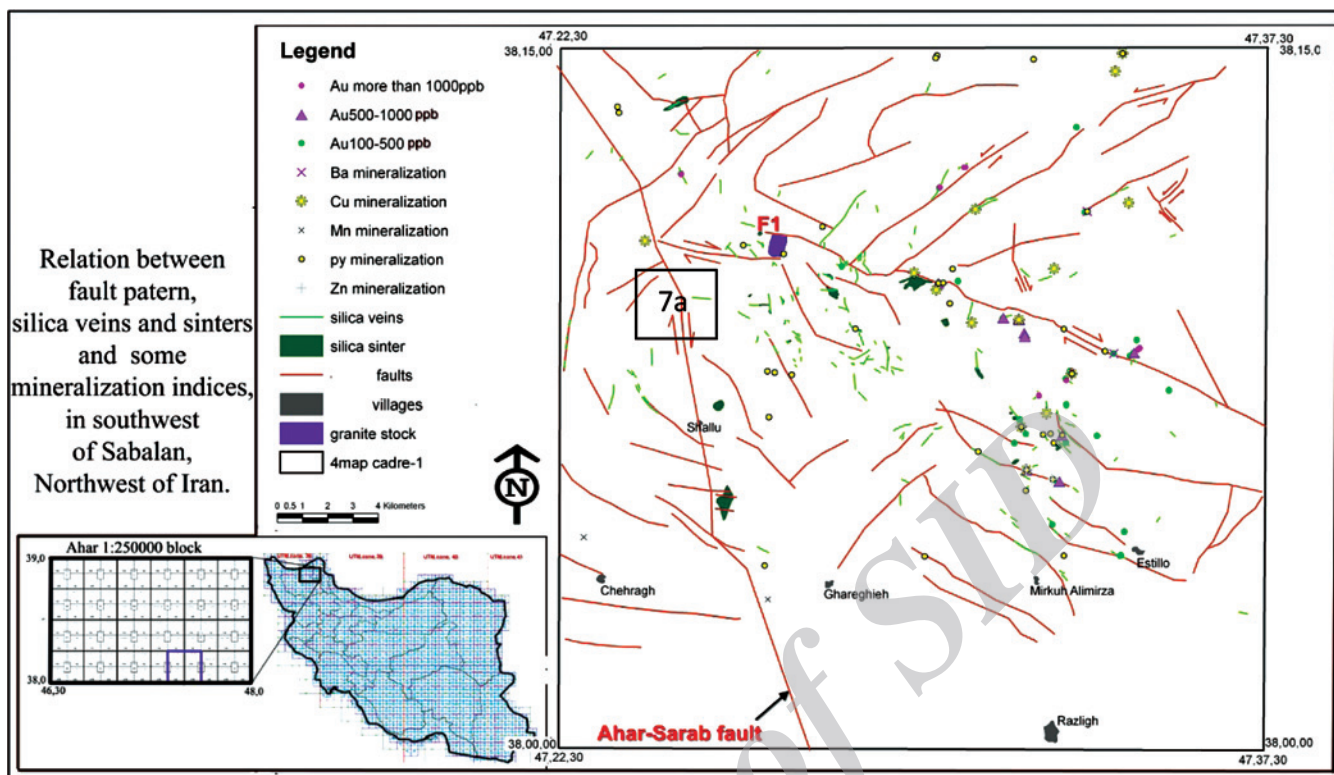 Relation between
fault patern,
silica veins and sinters
and some
mineralization indices,
in southwest
of Sabalan,
Northwest of Iran.
Legend
Au more than 1000ppb
Au500-1000 ppb
Au100-500 ppb
Ba mineralization
Cu mineralization
Mn mineralization
py mineralization
Zn mineralization
silica veins
silica sinter
faults
villages
granite stock
4map cadre-1
0 0.5 1 2 3 4 Kilometers
N
Ahar 1:250000 block
39,0
38,0
46,30
48,0
47,22,30
38,15,00
47,37,30
38,15,0
F1
7a
Shallu
Chehragh
Ghareghieh
Mirkuh Alimirza
Estillo
Razligh
Ahar-Sarab fault
38,00,00
47,22,30
38,00,00
47,37,30
of SID